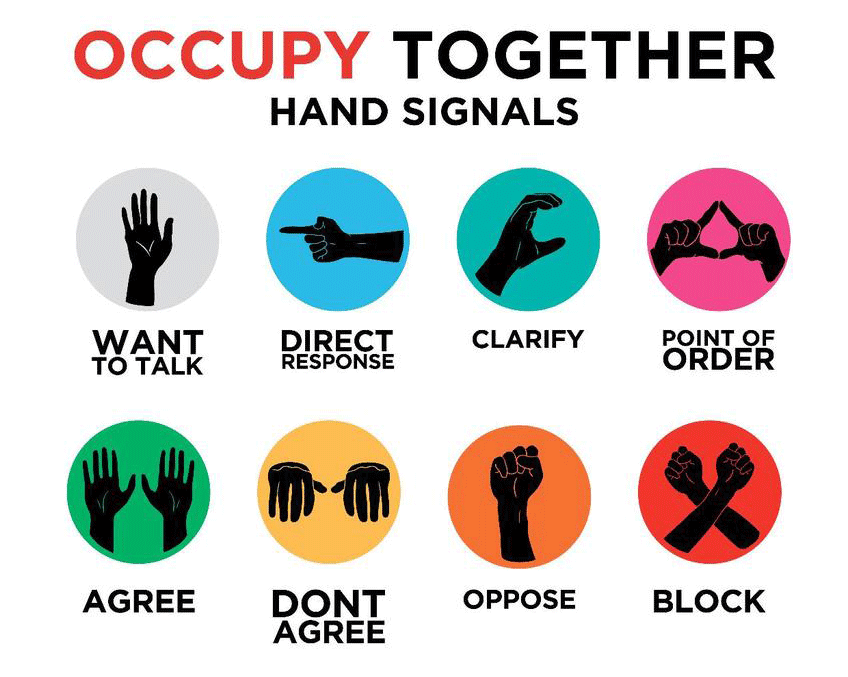 OCCUPY TOGETHER
HAND SIGNALS
WANT
TO TALK
DIRECT
RESPONSE
CLARIFY
POINT OF
ORDER
AGREE
DONT
AGREE
OPPOSE
BLOCK